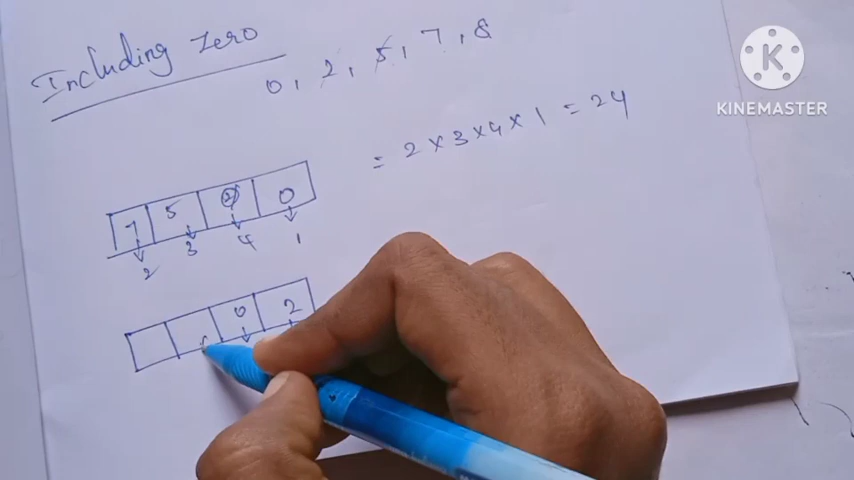 Including Zero
0, 2, 5, 7, 8
= 2 × 3 × 4 × 1 = 24
7 5 0
2 3 4 1
0 2
KINEMASTER